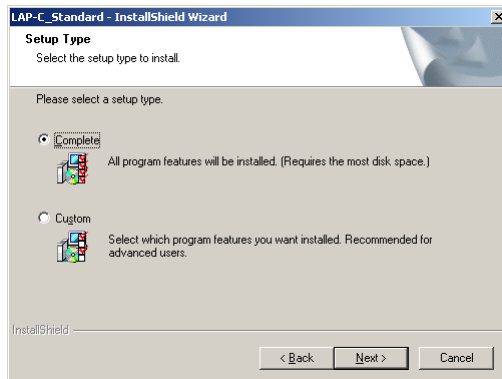 LAP-C_Standard - InstallShield Wizard
Setup Type
Select the setup type to install.
Please select a setup type.
Complete
All program features will be installed. (Requires the most disk space.)
Custom
Select which program features you want installed. Recommended for
advanced users.
InstallShield
< Back Next > Cancel